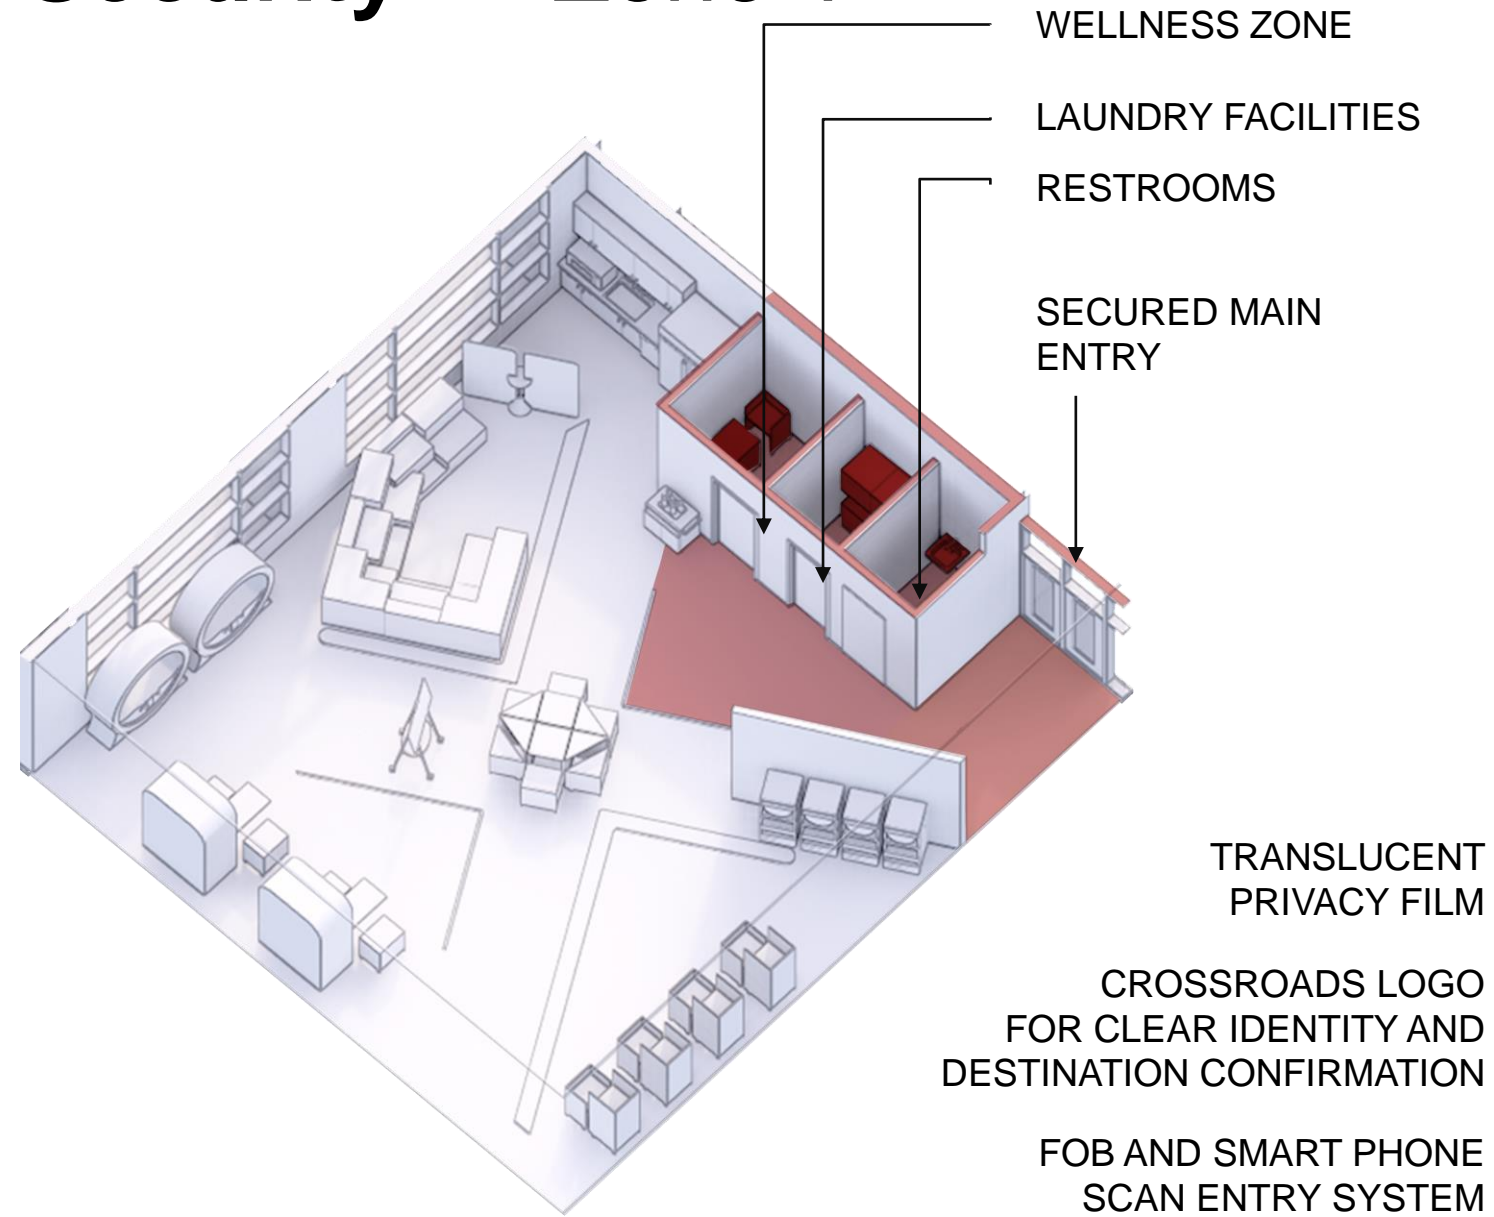 WELLNESS ZONE
LAUNDRY FACILITIES
RESTROOMS
SECURED MAIN
ENTRY
TRANSLUCENT
PRIVACY FILM
CROSSROADS LOGO
FOR CLEAR IDENTITY AND
DESTINATION CONFIRMATION
FOB AND SMART PHONE
SCAN ENTRY SYSTEM